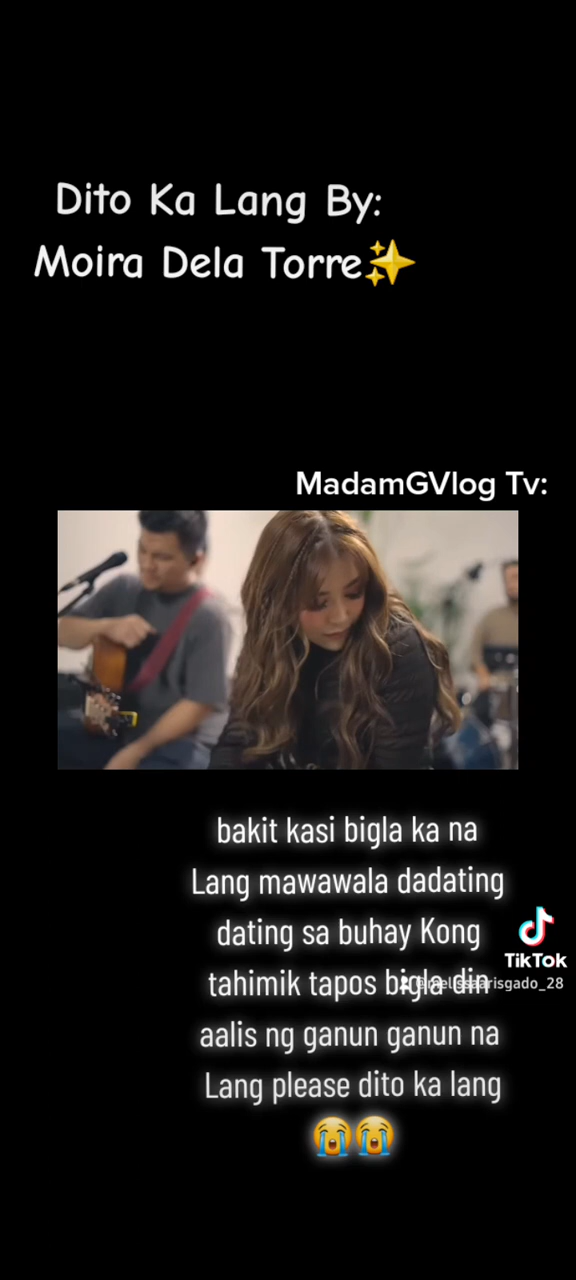 Dito Ka Lang By:
Moira Dela Torre✨
MadamGVlog Tv:
bakit kasi bigla ka na
Lang mawawala dadating
dating sa buhay Kong
tahimik tapos bigla din
aalis ng ganun ganun na
Lang please dito ka lang
😭😭
TikTok
@melissaarisgado_28